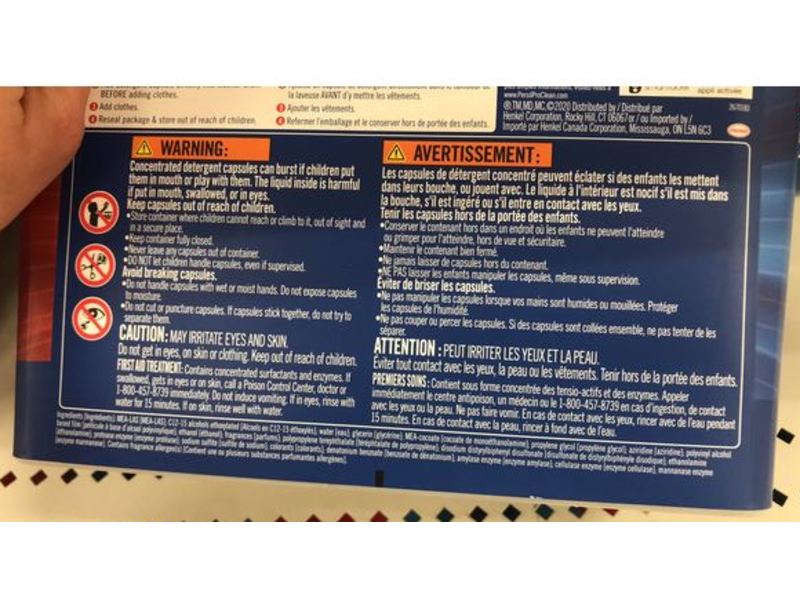 BEFORE adding clothes.
Add clothes.
Reseal package & store out of reach of children.
la laveuse AVANT d'y mettre les vêtements.
Ajouter les vêtements.
Refermer l'emballage et le conserver hors de portée des enfants.
www.PersilProClean.com
®,TM,MD,MC,©2020 Distributed by / Distribué par
Henkel Corporation, Rocky Hill, CT 06067 or / ou Imported by /
Importé par Henkel Canada Corporation, Mississauga, ON L5N 6C3
WARNING:
Concentrated detergent capsules can burst if children put
them in mouth or play with them. The liquid inside is harmful
if put in mouth, swallowed, or in eyes.
Keep capsules out of reach of children.
•Store container where children cannot reach or climb to it, out of sight and
in a secure place.
•Keep container fully closed.
•Never leave any capsules out of container.
•DO NOT let children handle capsules, even if supervised.
Avoid breaking capsules.
•Do not handle capsules with wet or moist hands. Do not expose capsules
to moisture.
•Do not cut or puncture capsules. If capsules stick together, do not try to
separate them.
CAUTION: MAY IRRITATE EYES AND SKIN.
Do not get in eyes, on skin or clothing. Keep out of reach of children.
FIRST AID TREATMENT: Contains concentrated surfactants and enzymes. If
swallowed, gets in eyes or on skin, call a Poison Control Center, doctor or
1-800-457-8739 immediately. Do not induce vomiting. If in eyes, rinse with
water for 15 minutes. If on skin, rinse well with water.
AVERTISSEMENT:
Les capsules de détergent concentré peuvent éclater si des enfants les mettent
dans leurs bouche, ou jouent avec. Le liquide à l'intérieur est nocif s'il est mis dans
la bouche, s'il est ingéré ou s'il entre en contact avec les yeux.
Tenir les capsules hors de la portée des enfants.
•Conserver le contenant hors dans un endroit où les enfants ne peuvent l'atteindre
ou grimper pour l'atteindre, hors de vue et sécuritaire.
•Maintenir le contenant bien fermé.
•Ne jamais laisser de capsules hors du contenant.
•NE PAS laisser les enfants manipuler les capsules, même sous supervision.
Éviter de briser les capsules.
•Ne pas manipuler les capsules lorsque vos mains sont humides ou mouillées. Protéger
les capsules de l'humidité.
•Ne pas couper ou percer les capsules. Si des capsules sont collées ensemble, ne pas tenter de les
séparer.
ATTENTION : PEUT IRRITER LES YEUX ET LA PEAU.
Éviter tout contact avec les yeux, la peau ou les vêtements. Tenir hors de la portée des enfants.
PREMIERS SOINS : Contient sous forme concentrée des tensio-actifs et des enzymes. Appeler
immédiatement le centre antipoison, un médecin ou le 1-800-457-8739 en cas d'ingestion, de contact
avec les yeux ou la peau. Ne pas faire vomir. En cas de contact avec les yeux, rincer avec de l'eau pendant
15 minutes. En cas de contact avec la peau, rincer à fond avec de l'eau.